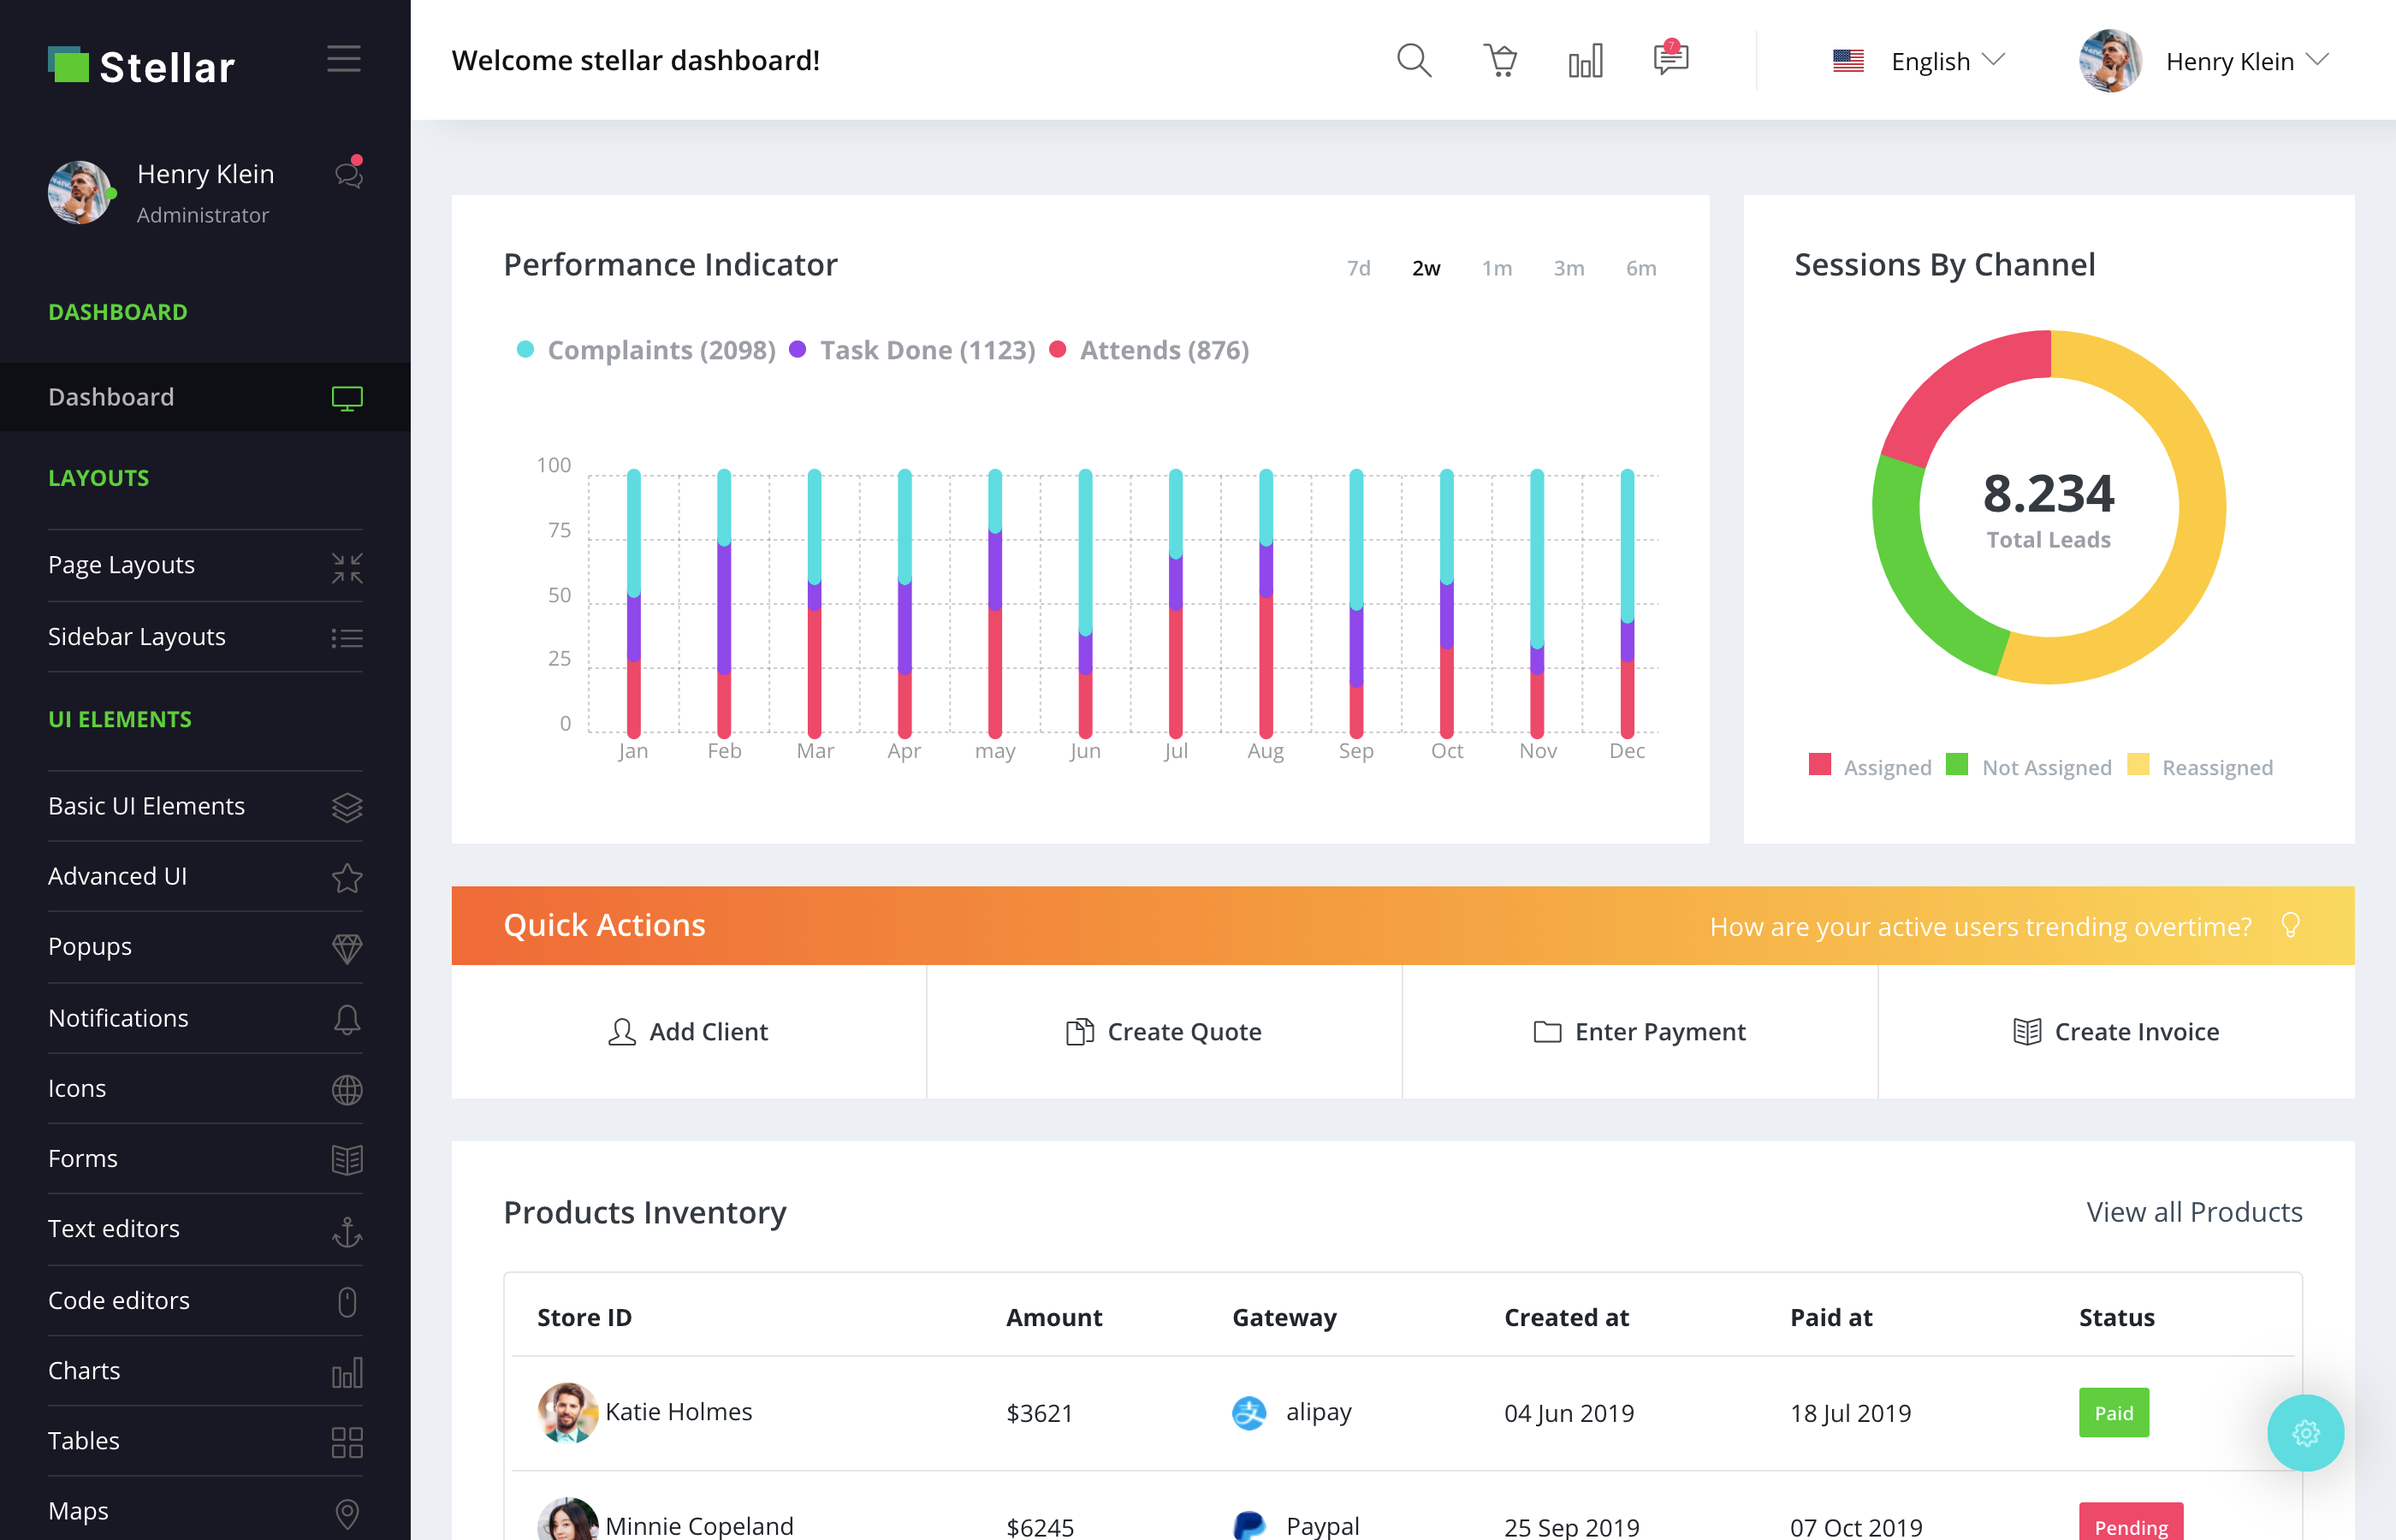 Stellar
Welcome stellar dashboard!
7
English
Henry Klein
Henry Klein
Administrator
DASHBOARD
Dashboard
LAYOUTS
Page Layouts
Sidebar Layouts
UI ELEMENTS
Basic UI Elements
Advanced UI
Popups
Notifications
Icons
Forms
Text editors
Code editors
Charts
Tables
Maps
Performance Indicator
7d 2w 1m 3m 6m
Complaints (2098) Task Done (1123) Attends (876)
100
75
50
25
0
Jan Feb Mar Apr may Jun Jul Aug Sep Oct Nov Dec
Sessions By Channel
8.234
Total Leads
Assigned Not Assigned Reassigned
Quick Actions
How are your active users trending overtime?
Add Client
Create Quote
Enter Payment
Create Invoice
Products Inventory
View all Products
Store ID Amount Gateway Created at Paid at Status
Katie Holmes $3621 alipay 04 Jun 2019 18 Jul 2019 Paid
Minnie Copeland $6245 Paypal 25 Sep 2019 07 Oct 2019 Pending